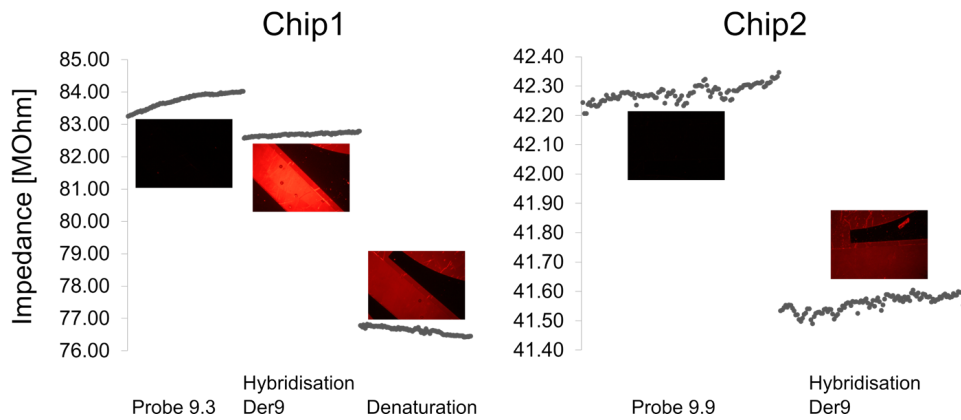 Chip1
Chip2
Impedance [MOhm]
85.00
84.00
83.00
82.00
81.00
80.00
79.00
78.00
77.00
76.00
42.40
42.30
42.20
42.10
42.00
41.90
41.80
41.70
41.60
41.50
41.40
Probe 9.3
Hybridisation
Der9
Denaturation
Probe 9.9
Hybridisation
Der9